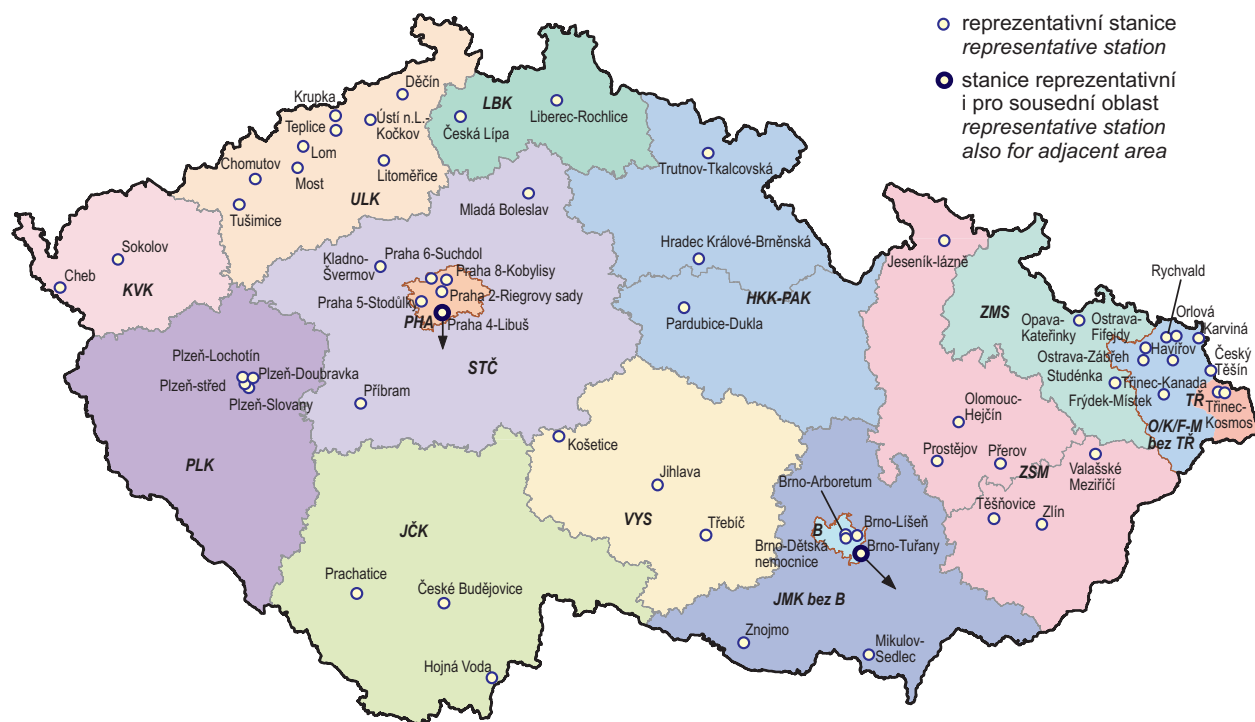 reprezentativní stanice
representative station
stanice reprezentativní
i pro sousední oblast
representative station
also for adjacent area
Děčín
Krupka
Teplice
Ústí n.L.-
Kočkov
Lom
Chomutov
Most
Litoměřice
Tušimice
ULK
LBK
Česká Lípa
Liberec-Rochlice
Trutnov-Tkalcovská
Mladá Boleslav
Sokolov
Cheb
KVK
Kladno-
Švermov
Praha 6-Suchdol
Praha 8-Kobylisy
Praha 2-Riegrovy sady
Praha 5-Stodůlky
PHA
Praha 4-Libuš
STČ
Příbram
Hradec Králové-Brněnská
HKK-PAK
Pardubice-Dukla
Jeseník-lázně
ZMS
Rychvald
Orlová
Opava-
Kateřinky
Ostrava-
Fifejdy
Karviná
Ostrava-Zábřeh
Havířov
Český
Těšín
Studénka
Třinec-Kanada
Frýdek-Místek
TŘ
Třinec-
Kosmos
O/K/F-M
bez TŘ
Plzeň-Lochotín
Plzeň-Doubravka
Plzeň-střed
Plzeň-Slovany
PLK
Olomouc-
Hejčín
Prostějov
Přerov
ZSM
Valašské
Meziříčí
Těšňovice
Zlín
Košetice
Jihlava
VYS
Třebíč
Brno-Arboretum
B
Brno-Líšeň
Brno-Dětská
nemocnice
Brno-Tuřany
JMK bez B
Znojmo
Mikulov-
Sedlec
JČK
Prachatice
České Budějovice
Hojná Voda